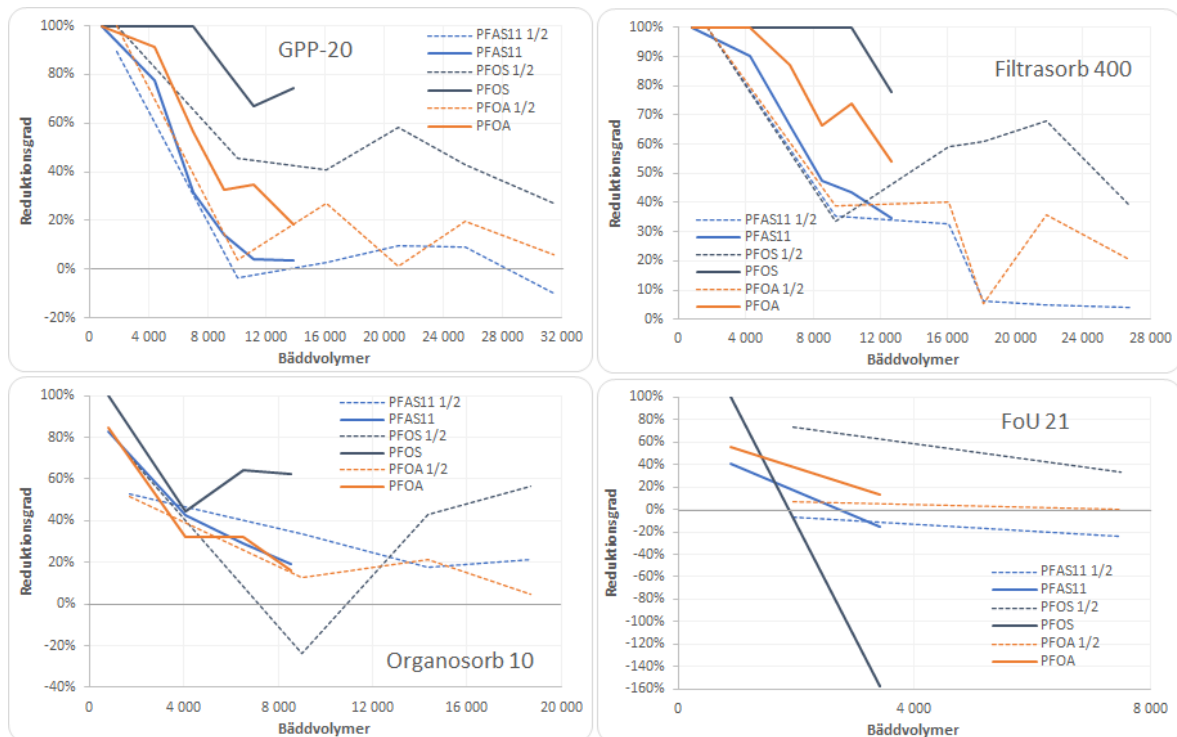 GPP-20
Reduktionsgrad
100%
80%
60%
40%
20%
0%
-20%
0 4 000 8 000 12 000 16 000 20 000 24 000 28 000 32 000
Bäddvolymer
PFAS11 1/2
PFAS11
PFOS 1/2
PFOS
PFOA 1/2
PFOA
Filtrasorb 400
Reduktionsgrad
100%
90%
80%
70%
60%
50%
40%
30%
20%
10%
0%
0 4 000 8 000 12 000 16 000 20 000 24 000 28 000
Bäddvolymer
PFAS11 1/2
PFAS11
PFOS 1/2
PFOS
PFOA 1/2
PFOA
Organosorb 10
Reduktionsgrad
100%
80%
60%
40%
20%
0%
-20%
-40%
0 4 000 8 000 12 000 16 000 20 000
Bäddvolymer
PFAS11 1/2
PFAS11
PFOS 1/2
PFOS
PFOA 1/2
PFOA
FoU 21
Reduktionsgrad
100%
80%
60%
40%
20%
0%
-20%
-40%
-60%
-80%
-100%
-120%
-140%
-160%
0 4 000 8 000
Bäddvolymer
PFAS11 1/2
PFAS11
PFOS 1/2
PFOS
PFOA 1/2
PFOA